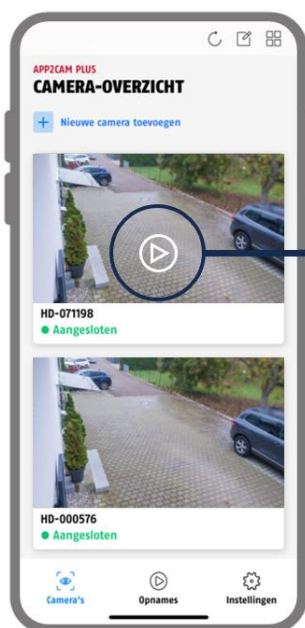 APP2CAM PLUS
CAMERA-OVERZICHT
+ Nieuwe camera toevoegen
HD-071198
Aangesloten
HD-000576
Aangesloten
Camera's Opnames Instellingen